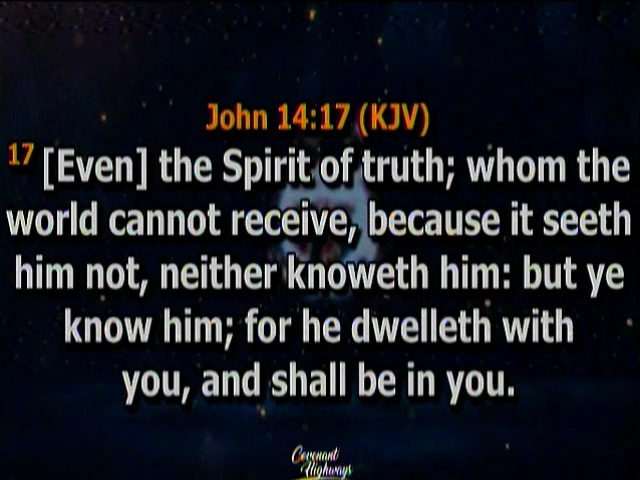 John 14:17 (KJV)
17 [Even] the Spirit of truth; whom the
world cannot receive, because it seeth
him not, neither knoweth him: but ye
know him; for he dwelleth with
you, and shall be in you.
Covenant
Highways